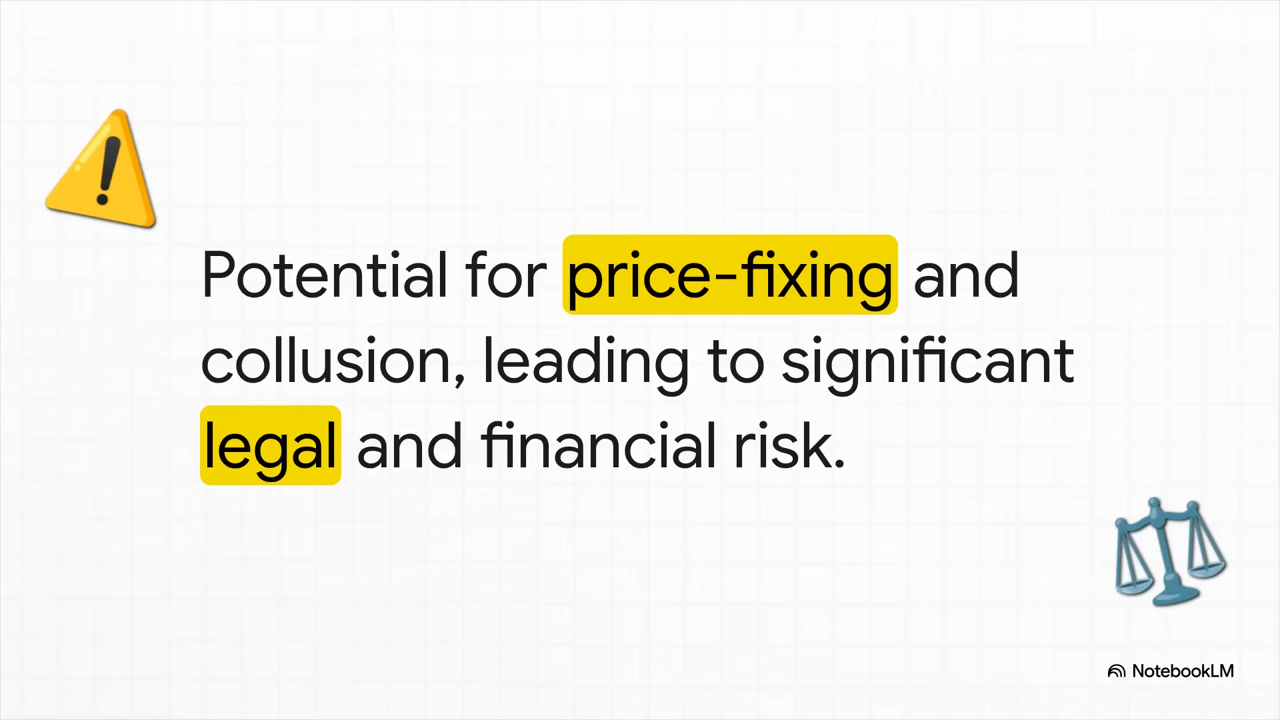 Potential for price-fixing and
collusion, leading to significant
legal and financial risk.
NotebookLM